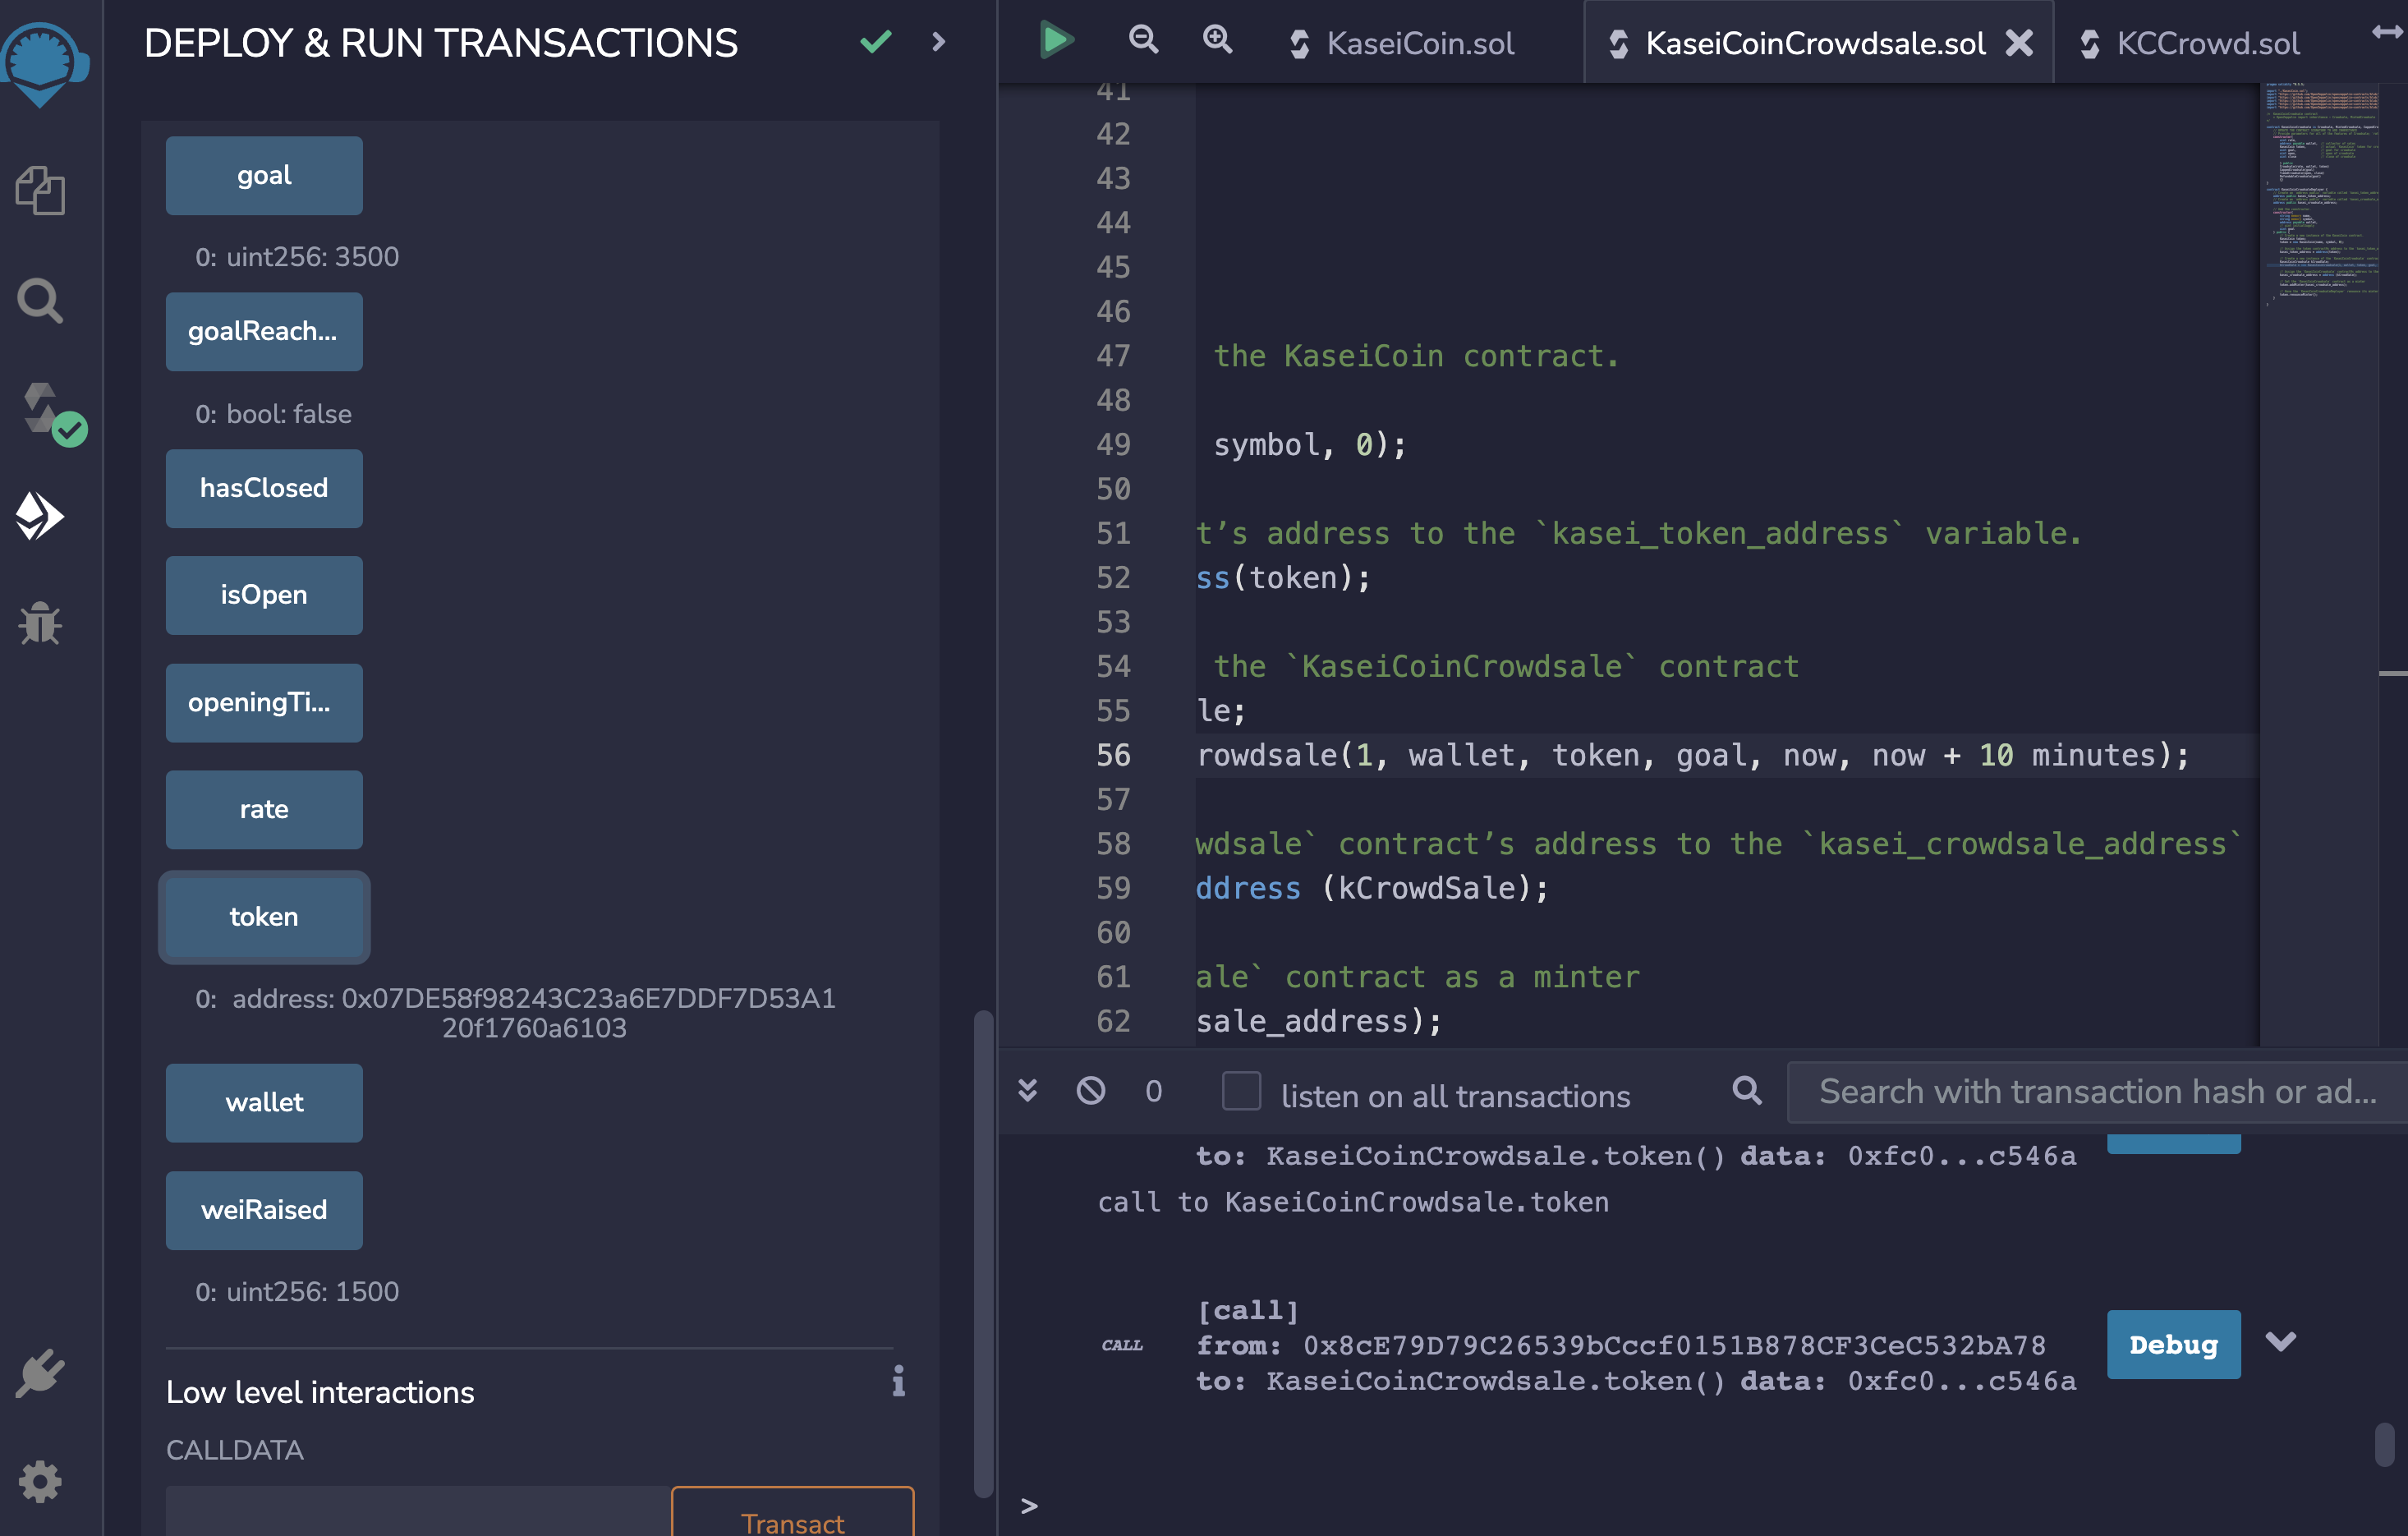 DEPLOY & RUN TRANSACTIONS
goal
0: uint256: 3500
goalReach...
0: bool: false
hasClosed
isOpen
openingTi...
rate
token
0: address: 0x07DE58f98243C23a6E7DDF7D53A1
20f1760a6103
wallet
weiRaised
0: uint256: 1500
Low level interactions
i
CALLDATA
Transact
KaseiCoin.sol
KaseiCoinCrowdsale.sol
KCCrowd.sol
41
42
43
44
45
46
47 the KaseiCoin contract.
48
49 symbol, 0);
50
51 t’s address to the `kasei_token_address` variable.
52 ss(token);
53
54 the `KaseiCoinCrowdsale` contract
55 le;
56 rowdsale(1, wallet, token, goal, now, now + 10 minutes);
57
58 wdsale` contract’s address to the `kasei_crowdsale_address`
59 ddress (kCrowdSale);
60
61 ale` contract as a minter
62 sale_address);
0
listen on all transactions
Search with transaction hash or ad...
to: KaseiCoinCrowdsale.token() data: 0xfc0...c546a
call to KaseiCoinCrowdsale.token
[call]
CALL from: 0x8cE79D79C26539bCccf0151B878CF3CeC532bA78
to: KaseiCoinCrowdsale.token() data: 0xfc0...c546a
Debug
>